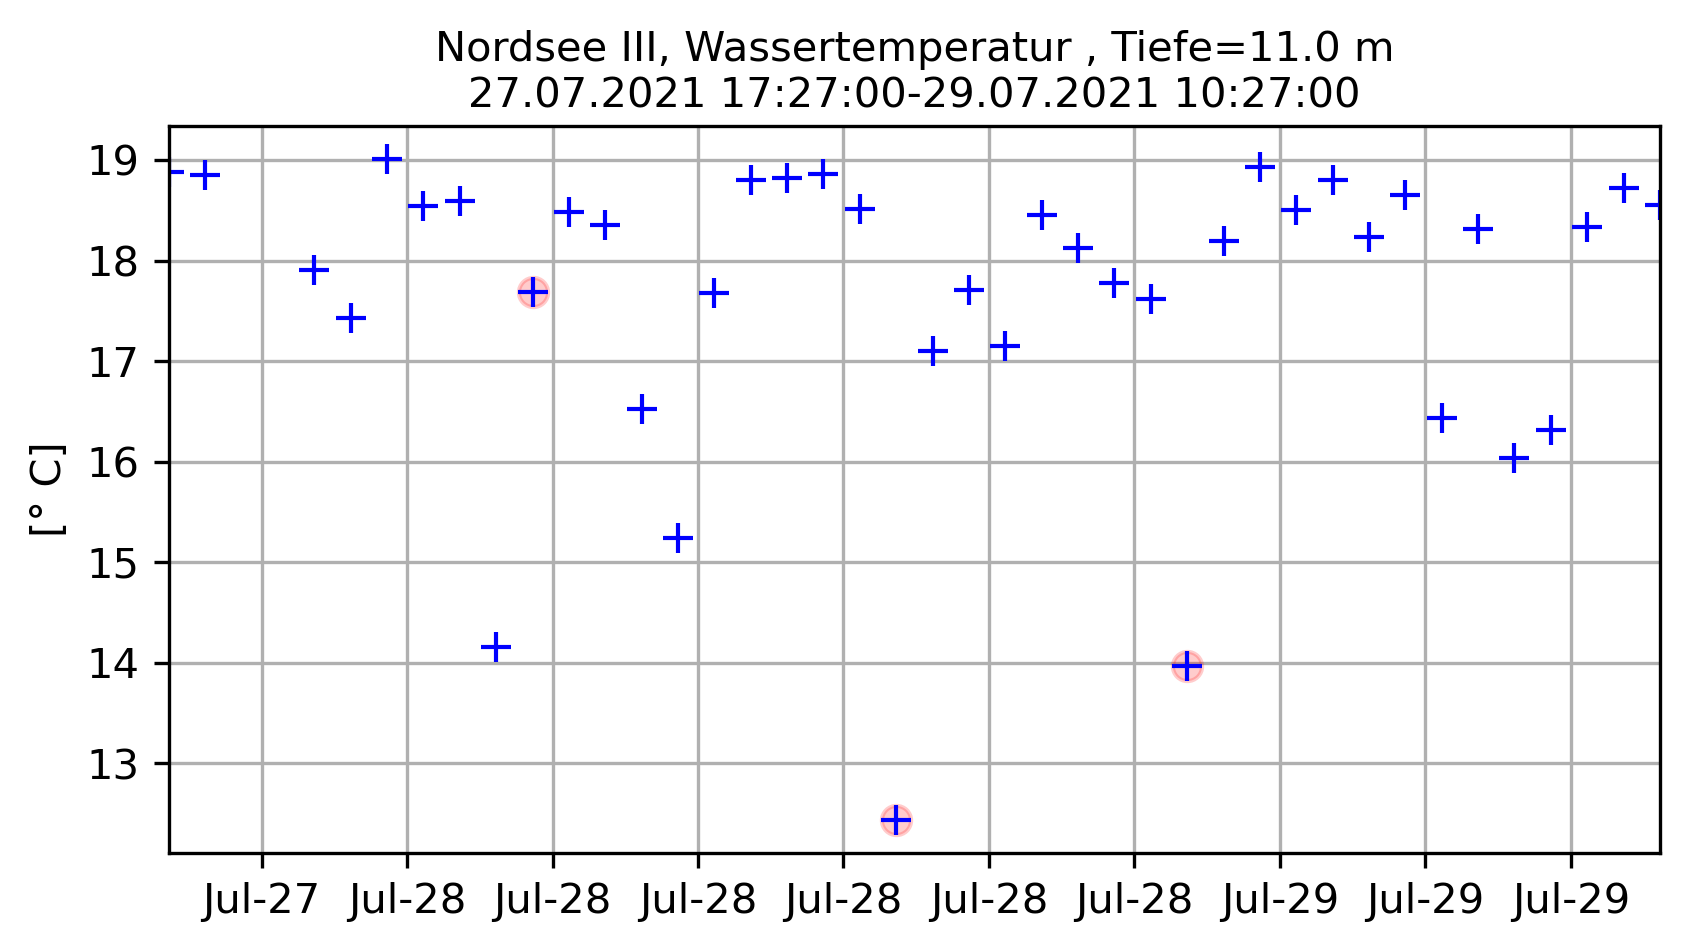 Nordsee III, Wassertemperatur , Tiefe=11.0 m
27.07.2021 17:27:00-29.07.2021 10:27:00
19
18
17
16
15
14
13
[° C]
Jul-27 Jul-28 Jul-28 Jul-28 Jul-28 Jul-28 Jul-28 Jul-29 Jul-29 Jul-29